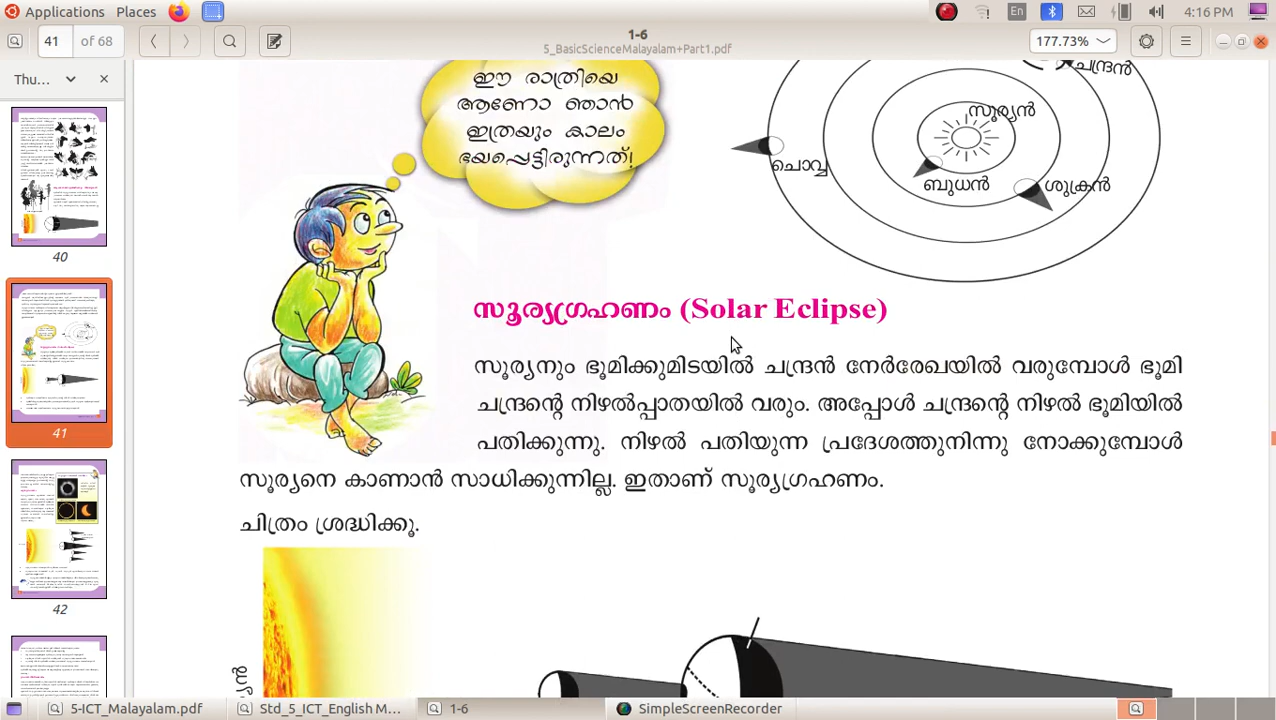 Applications Places En 4:16 PM
41 of 68 1-6 177.73%
5_BasicScienceMalayalam+Part1.pdf
Thu...
40
41
42
ഈ രാത്രിയെ
ആണോ ഞാൻ
ഇത്രയും കാലം
ഭയപ്പെട്ടിരുന്നത്!
ചന്ദ്രൻ
സൂര്യൻ
ചൊവ്വ
ബുധൻ
ശുക്രൻ
സൂര്യഗ്രഹണം (Solar Eclipse)
സൂര്യനും ഭൂമിക്കുമിടയിൽ ചന്ദ്രൻ നേർരേഖയിൽ വരുമ്പോൾ ഭൂമി
ചന്ദ്രന്റെ നിഴൽപ്പാതയിൽ വരും. അപ്പോൾ ചന്ദ്രന്റെ നിഴൽ ഭൂമിയിൽ
പതിക്കുന്നു. നിഴൽ പതിയുന്ന പ്രദേശത്തുനിന്നു നോക്കുമ്പോൾ
സൂര്യനെ കാണാൻ സാധിക്കുന്നില്ല. ഇതാണ് സൂര്യഗ്രഹണം.
ചിത്രം ശ്രദ്ധിക്കൂ.
5-ICT_Malayalam.pdf Std_5_ICT_English M... 1-6 SimpleScreenRecorder